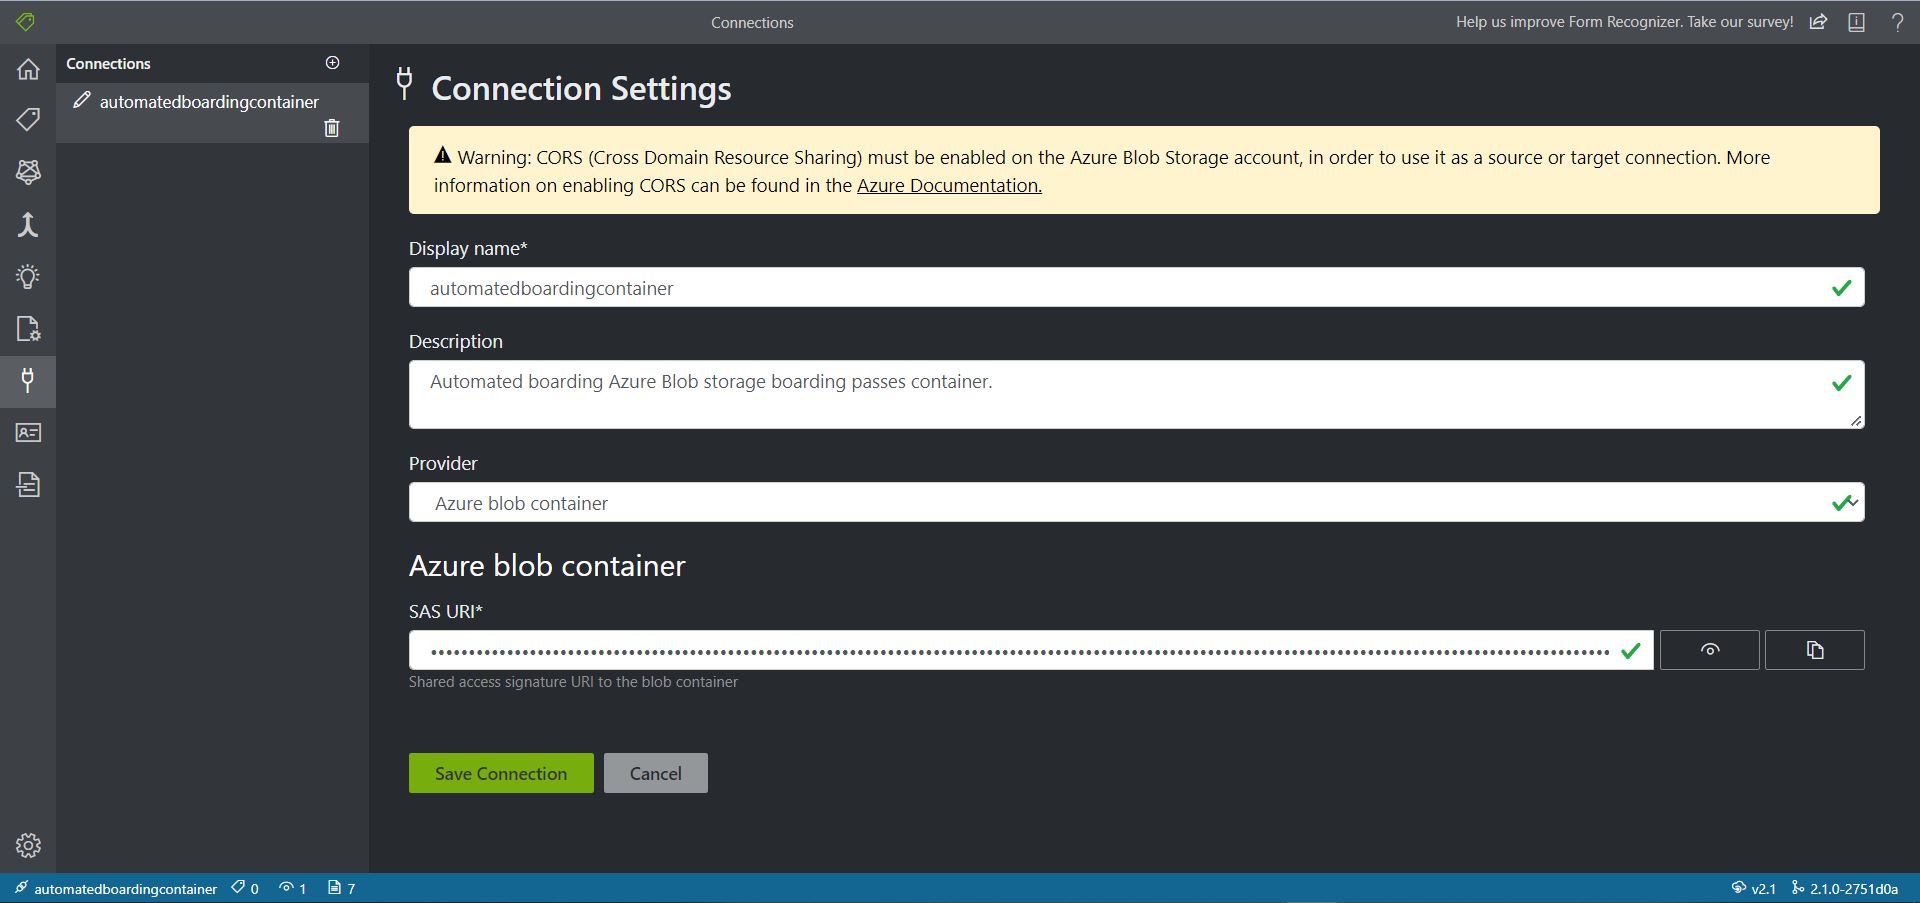 Connections
Help us improve Form Recognizer. Take our survey!
Connections
automatedboardingcontainer
Connection Settings
Warning: CORS (Cross Domain Resource Sharing) must be enabled on the Azure Blob Storage account, in order to use it as a source or target connection. More
information on enabling CORS can be found in the Azure Documentation.
Display name*
automatedboardingcontainer
Description
Automated boarding Azure Blob storage boarding passes container.
Provider
Azure blob container
Azure blob container
SAS URI*
Shared access signature URI to the blob container
Save Connection
Cancel
automatedboardingcontainer 0 1 7
v2.1 2.1.0-2751d0a